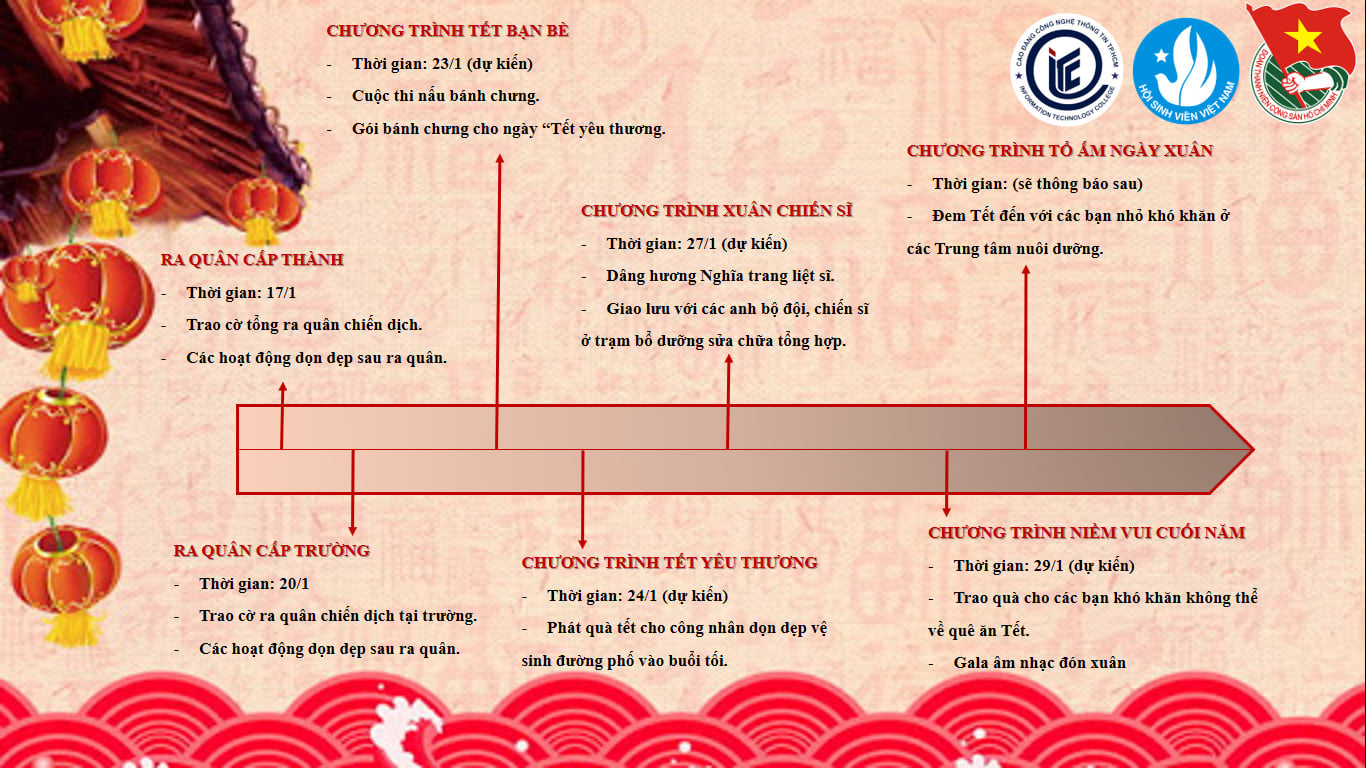 CHƯƠNG TRÌNH TẾT BẠN BÈ
- Thời gian: 23/1 (dự kiến)
- Cuộc thi nấu bánh chưng.
- Gói bánh chưng cho ngày “Tết yêu thương.
CAO ĐẲNG CÔNG NGHỆ THÔNG TIN TP.HCM
INFORMATION TECHNOLOGY COLLEGE
ITC
HỘI SINH VIÊN VIỆT NAM
ĐOÀN THANH NIÊN CỘNG SẢN HỒ CHÍ MINH
CHƯƠNG TRÌNH TỔ ẤM NGÀY XUÂN
- Thời gian: (sẽ thông báo sau)
- Đem Tết đến với các bạn nhỏ khó khăn ở
các Trung tâm nuôi dưỡng.
CHƯƠNG TRÌNH XUÂN CHIẾN SĨ
- Thời gian: 27/1 (dự kiến)
- Dâng hương Nghĩa trang liệt sĩ.
- Giao lưu với các anh bộ đội, chiến sĩ
ở trạm bổ dưỡng sửa chữa tổng hợp.
RA QUÂN CẤP THÀNH
- Thời gian: 17/1
- Trao cờ tổng ra quân chiến dịch.
- Các hoạt động dọn dẹp sau ra quân.
RA QUÂN CẤP TRƯỜNG
- Thời gian: 20/1
- Trao cờ ra quân chiến dịch tại trường.
- Các hoạt động dọn dẹp sau ra quân.
CHƯƠNG TRÌNH TẾT YÊU THƯƠNG
- Thời gian: 24/1 (dự kiến)
- Phát quà tết cho công nhân dọn dẹp vệ
sinh đường phố vào buổi tối.
CHƯƠNG TRÌNH NIỀM VUI CUỐI NĂM
- Thời gian: 29/1 (dự kiến)
- Trao quà cho các bạn khó khăn không thể
về quê ăn Tết.
- Gala âm nhạc đón xuân